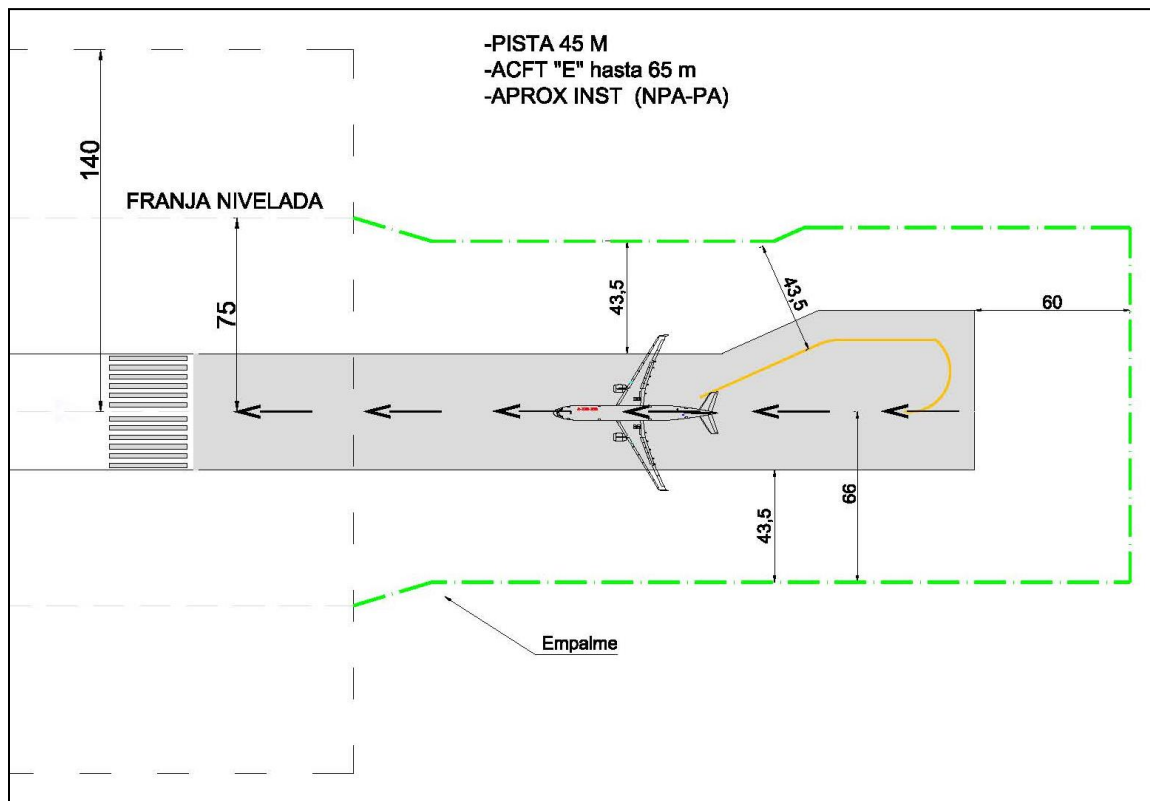 -PISTA 45 M
-ACFT "E" hasta 65 m
-APROX INST (NPA-PA)
140
FRANJA NIVELADA
75
43,5
43,5
60
66
43,5
Empalme